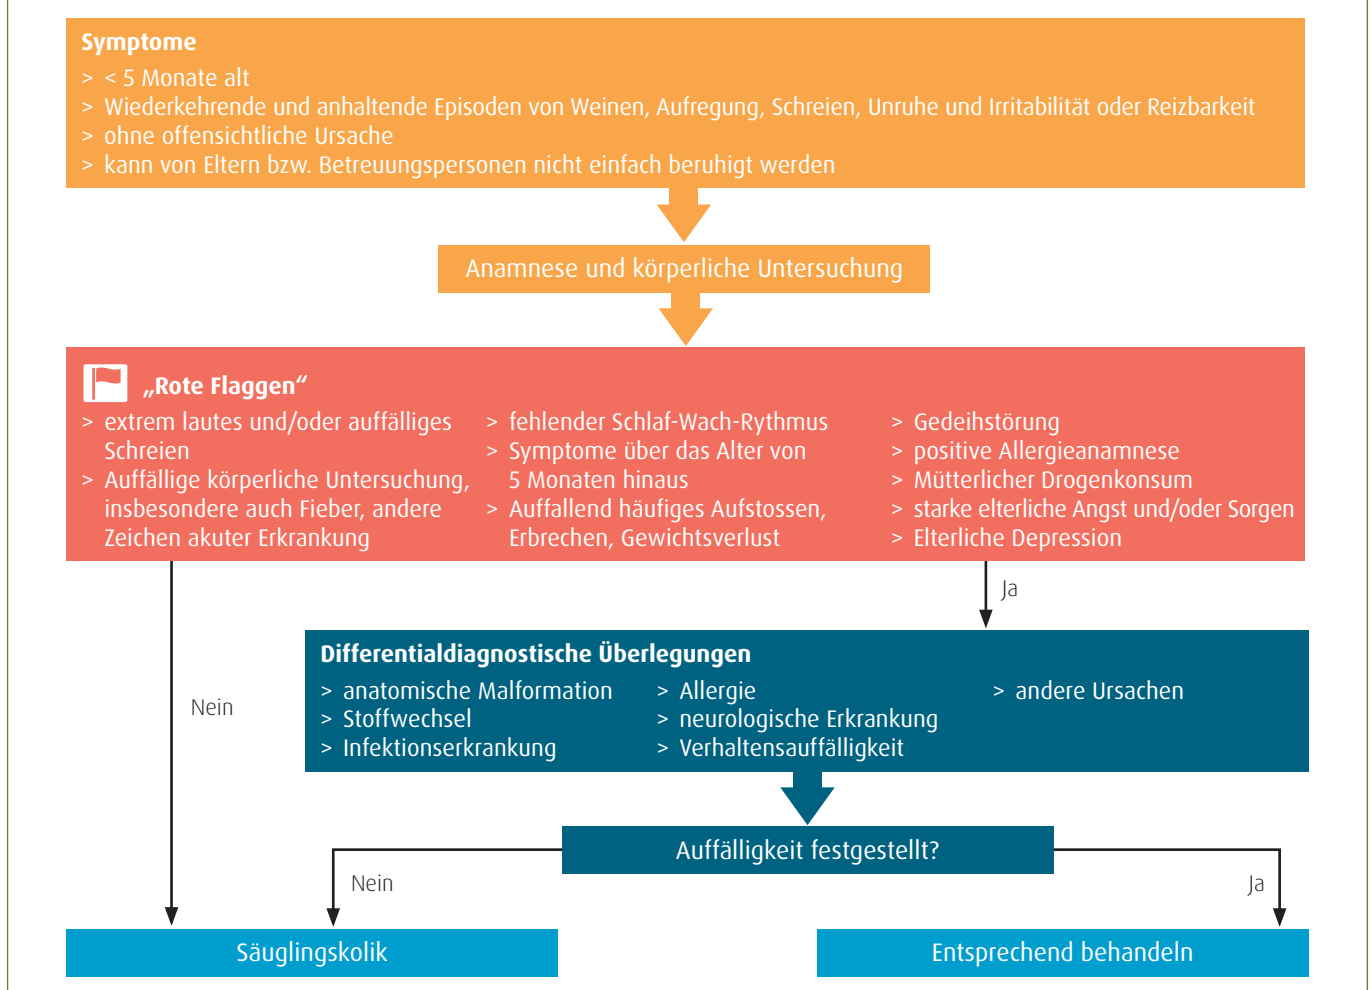 Symptome
> < 5 Monate alt
> Wiederkehrende und anhaltende Episoden von Weinen, Aufregung, Schreien, Unruhe und Irritabilität oder Reizbarkeit
> ohne offensichtliche Ursache
> kann von Eltern bzw. Betreuungspersonen nicht einfach beruhigt werden
Anamnese und körperliche Untersuchung
„Rote Flaggen“
> extrem lautes und/oder auffälliges
Schreien
> Auffällige körperliche Untersuchung,
insbesondere auch Fieber, andere
Zeichen akuter Erkrankung
> fehlender Schlaf-Wach-Rythmus
> Symptome über das Alter von
5 Monaten hinaus
> Auffallend häufiges Aufstossen,
Erbrechen, Gewichtsverlust
> Gedeihstörung
> positive Allergieanamnese
> Mütterlicher Drogenkonsum
> starke elterliche Angst und/oder Sorgen
> Elterliche Depression
Ja
Differentialdiagnostische Überlegungen
> anatomische Malformation
> Stoffwechsel
> Infektionserkrankung
> Allergie
> neurologische Erkrankung
> Verhaltensauffälligkeit
> andere Ursachen
Nein
Auffälligkeit festgestellt?
Nein
Ja
Säuglingskolik
Entsprechend behandeln